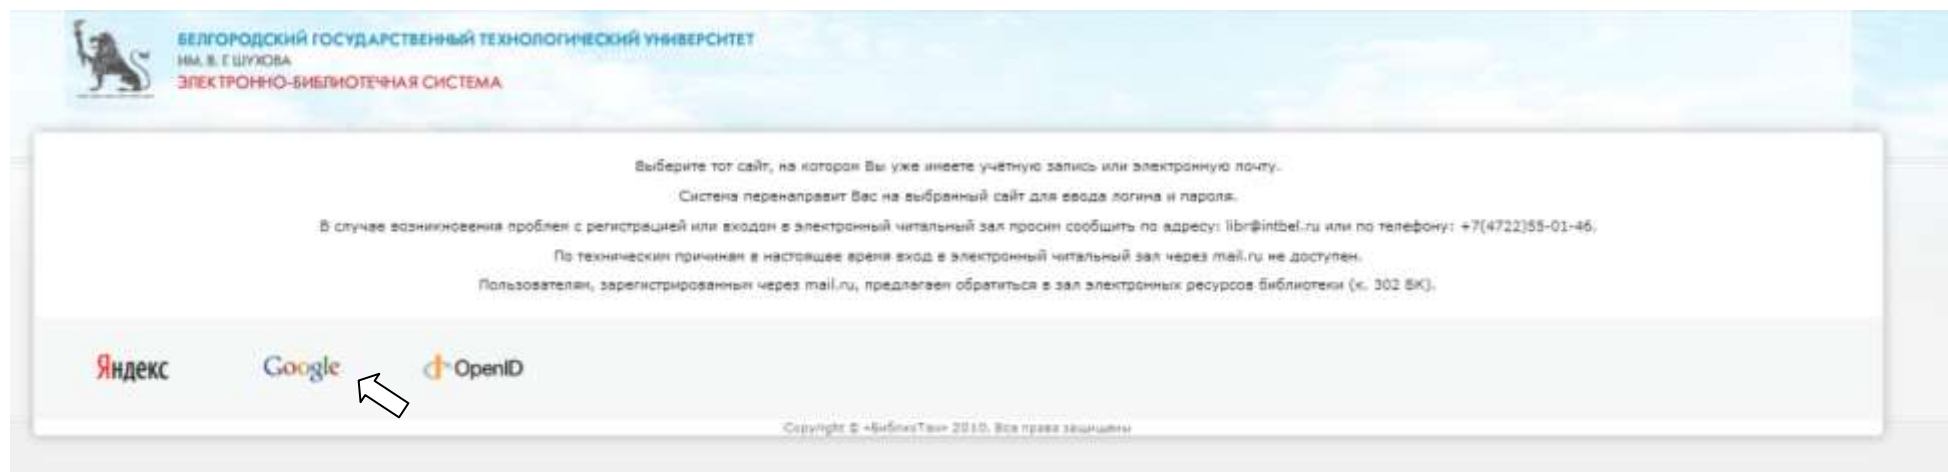 БЕЛГОРОДСКИЙ ГОСУДАРСТВЕННЫЙ ТЕХНОЛОГИЧЕСКИЙ УНИВЕРСИТЕТ
ИМ. В. Г. ШУХОВА
ЭЛЕКТРОННО-БИБЛИОТЕЧНАЯ СИСТЕМА
Выберите тот сайт, на котором Вы уже имеете учётную запись или электронную почту.
Система перенаправит Вас на выбранный сайт для ввода логина и пароля.
В случае возникновения проблем с регистрацией или входом в электронный читальный зал просим сообщить по адресу: libr@intbel.ru или по телефону: +7(4722)55-01-46.
По техническим причинам в настоящее время вход в электронный читальный зал через mail.ru не доступен.
Пользователям, зарегистрированным через mail.ru, предлагаем обратиться в зал электронных ресурсов библиотеки (к. 302 БК).
Яндекс Google OpenID
Copyright © «БиблиоТех» 2010. Все права защищены